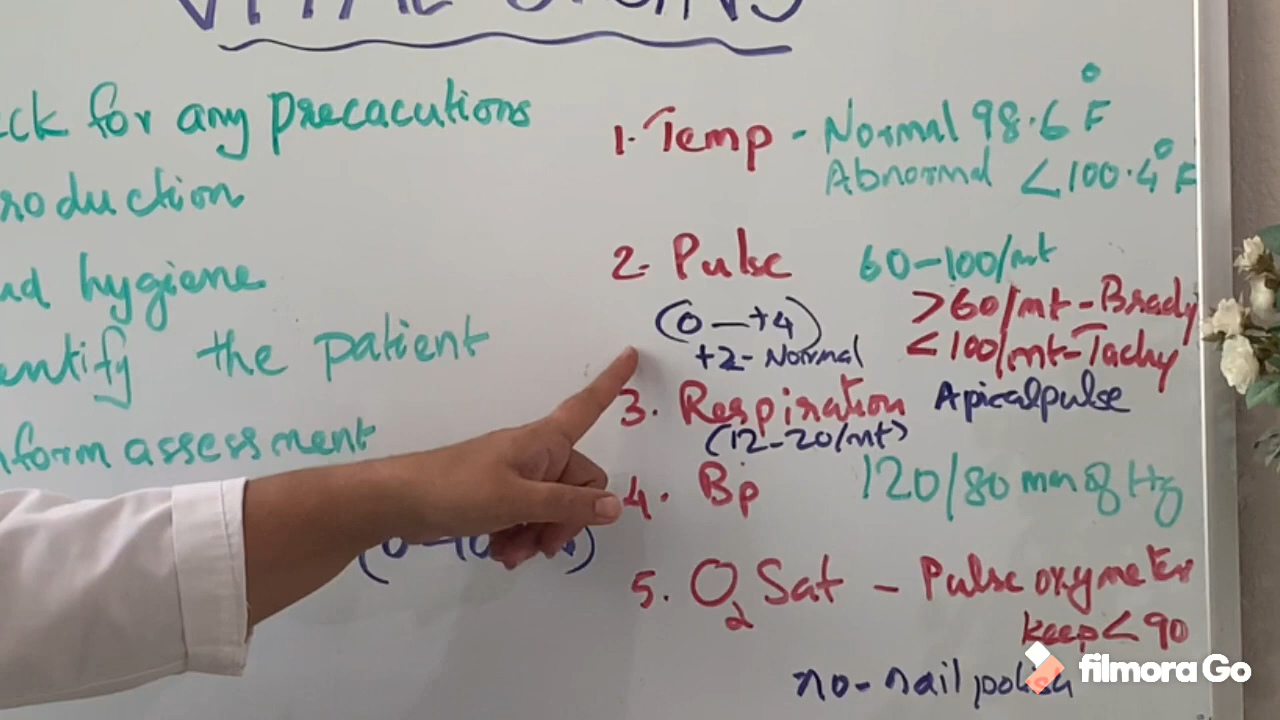 VITAL SIGNS
eck for any precacutions
roduction
nd hygiene
entify the patient
nform assessment
1. Temp - Normal 98.6°F
Abnormal <100.4°F
2- Pulse 60-100/mt
(0-+4) >60/mt-Brady
+2-Normal <100/mt-Tachy
3. Respiration Apicalpulse
(12-20/mt)
4. Bp 120/80 mm of Hg
5. O2 Sat - Pulse oxymeter
keep<90
no-nail polish
filmora Go